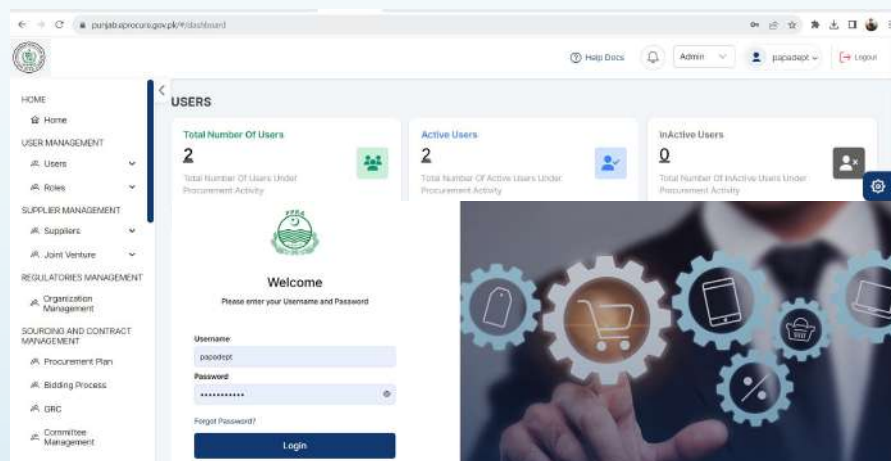 punjab.eprocure.gov.pk/#/dashboard
Help Docs
Admin
papadept
Logout
HOME
Home
USER MANAGEMENT
Users
Roles
SUPPLIER MANAGEMENT
Suppliers
Joint Venture
REGULATORIES MANAGEMENT
Organization
Management
SOURCING AND CONTRACT
MANAGEMENT
Procurement Plan
Bidding Process
GRC
Committee
Management
USERS
Total Number Of Users
2
Total Number Of Users Under
Procurement Activity
Active Users
2
Total Number Of Active Users Under
Procurement Activity
InActive Users
0
Total Number Of InActive Users Under
Procurement Activity
PPRA
Welcome
Please enter your Username and Password
Username
papadept
Password
Forgot Password?
Login